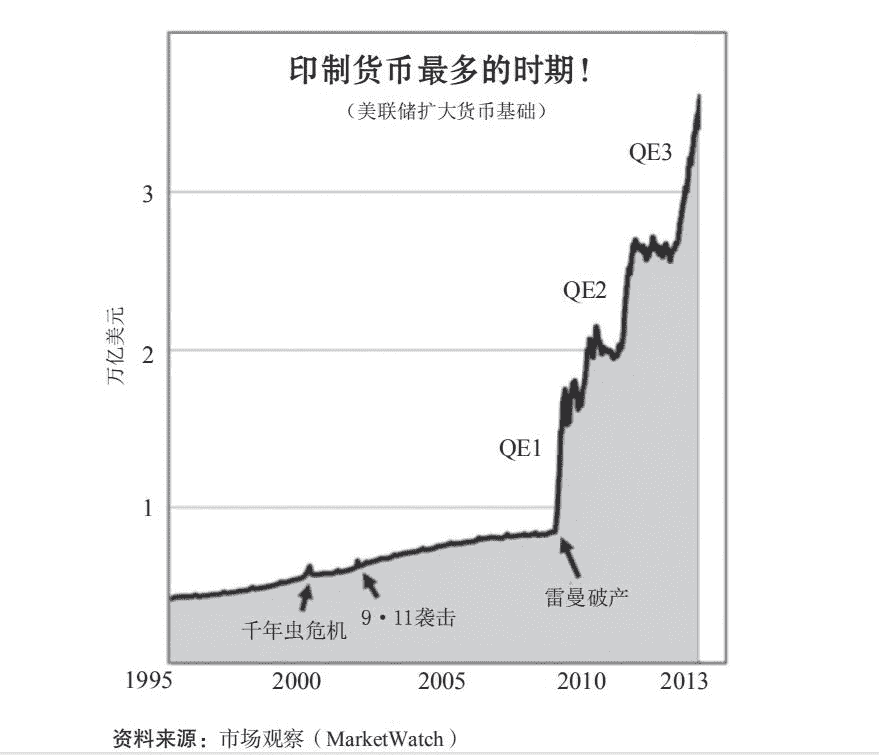 印制货币最多的时期！
（美联储扩大货币基础）
QE3
3
QE2
万亿美元
2
QE1
1
雷曼破产
9·11袭击
千年虫危机
1995
2000
2005
2010
2013
资料来源：市场观察（MarketWatch）